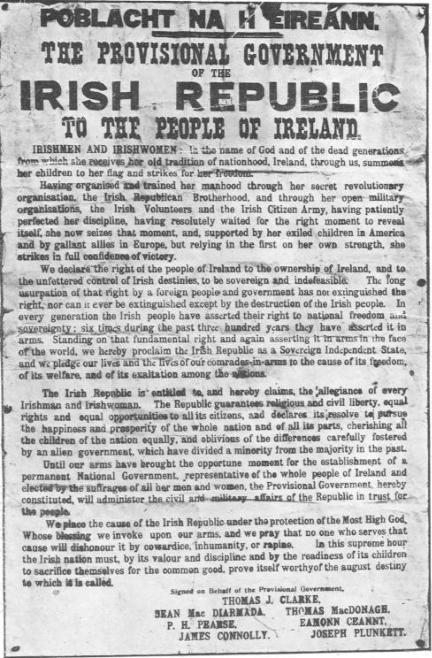 POBLACHT NA H EIREANN.
THE PROVISIONAL GOVERNMENT
OF THE
IRISH REPUBLIC
TO THE PEOPLE OF IRELAND.
IRISHMEN AND IRISHWOMEN: In the name of God and of the dead generations
from which she receives her old tradition of nationhood, Ireland, through us, summons
her children to her flag and strikes for her freedom.
Having organised and trained her manhood through her secret revolutionary
organisation, the Irish Republican Brotherhood, and through her open military
organisations, the Irish Volunteers and the Irish Citizen Army, having patiently
perfected her discipline, having resolutely waited for the right moment to reveal
itself, she now seizes that moment, and, supported by her exiled children in America
and by gallant allies in Europe, but relying in the first on her own strength, she
strikes in full confidence of victory.
We declare the right of the people of Ireland to the ownership of Ireland, and to
the unfettered control of Irish destinies, to be sovereign and indefeasible. The long
usurpation of that right by a foreign people and government has not extinguished the
right, nor can it ever be extinguished except by the destruction of the Irish people. In
every generation the Irish people have asserted their right to national freedom and
sovereignty; six times during the past three hundred years they have asserted it in
arms. Standing on that fundamental right and again asserting it in arms in the face
of the world, we hereby proclaim the Irish Republic as a Sovereign Independent State,
and we pledge our lives and the lives of our comrades-in-arms to the cause of its freedom,
of its welfare, and of its exaltation among the nations.
The Irish Republic is entitled to, and hereby claims, the allegiance of every
Irishman and Irishwoman. The Republic guarantees religious and civil liberty, equal
rights and equal opportunities to all its citizens, and declares its resolve to pursue
the happiness and prosperity of the whole nation and of all its parts, cherishing all
the children of the nation equally, and oblivious of the differences carefully fostered
by an alien government, which have divided a minority from the majority in the past.
Until our arms have brought the opportune moment for the establishment of a
permanent National Government, representative of the whole people of Ireland and
elected by the suffrages of all her men and women, the Provisional Government, hereby
constituted, will administer the civil and military affairs of the Republic in trust for
the people.
We place the cause of the Irish Republic under the protection of the Most High God,
Whose blessing we invoke upon our arms, and we pray that no one who serves that
cause will dishonour it by cowardice, inhumanity, or rapine. In this supreme hour
the Irish nation must, by its valour and discipline and by the readiness of its children
to sacrifice themselves for the common good, prove itself worthy of the august destiny
to which it is called.
Signed on Behalf of the Provisional Government,
THOMAS J. CLARKE,
SEAN Mac DIARMADA, THOMAS MacDONAGH,
P. H. PEARSE, EAMONN CEANNT,
JAMES CONNOLLY, JOSEPH PLUNKETT.